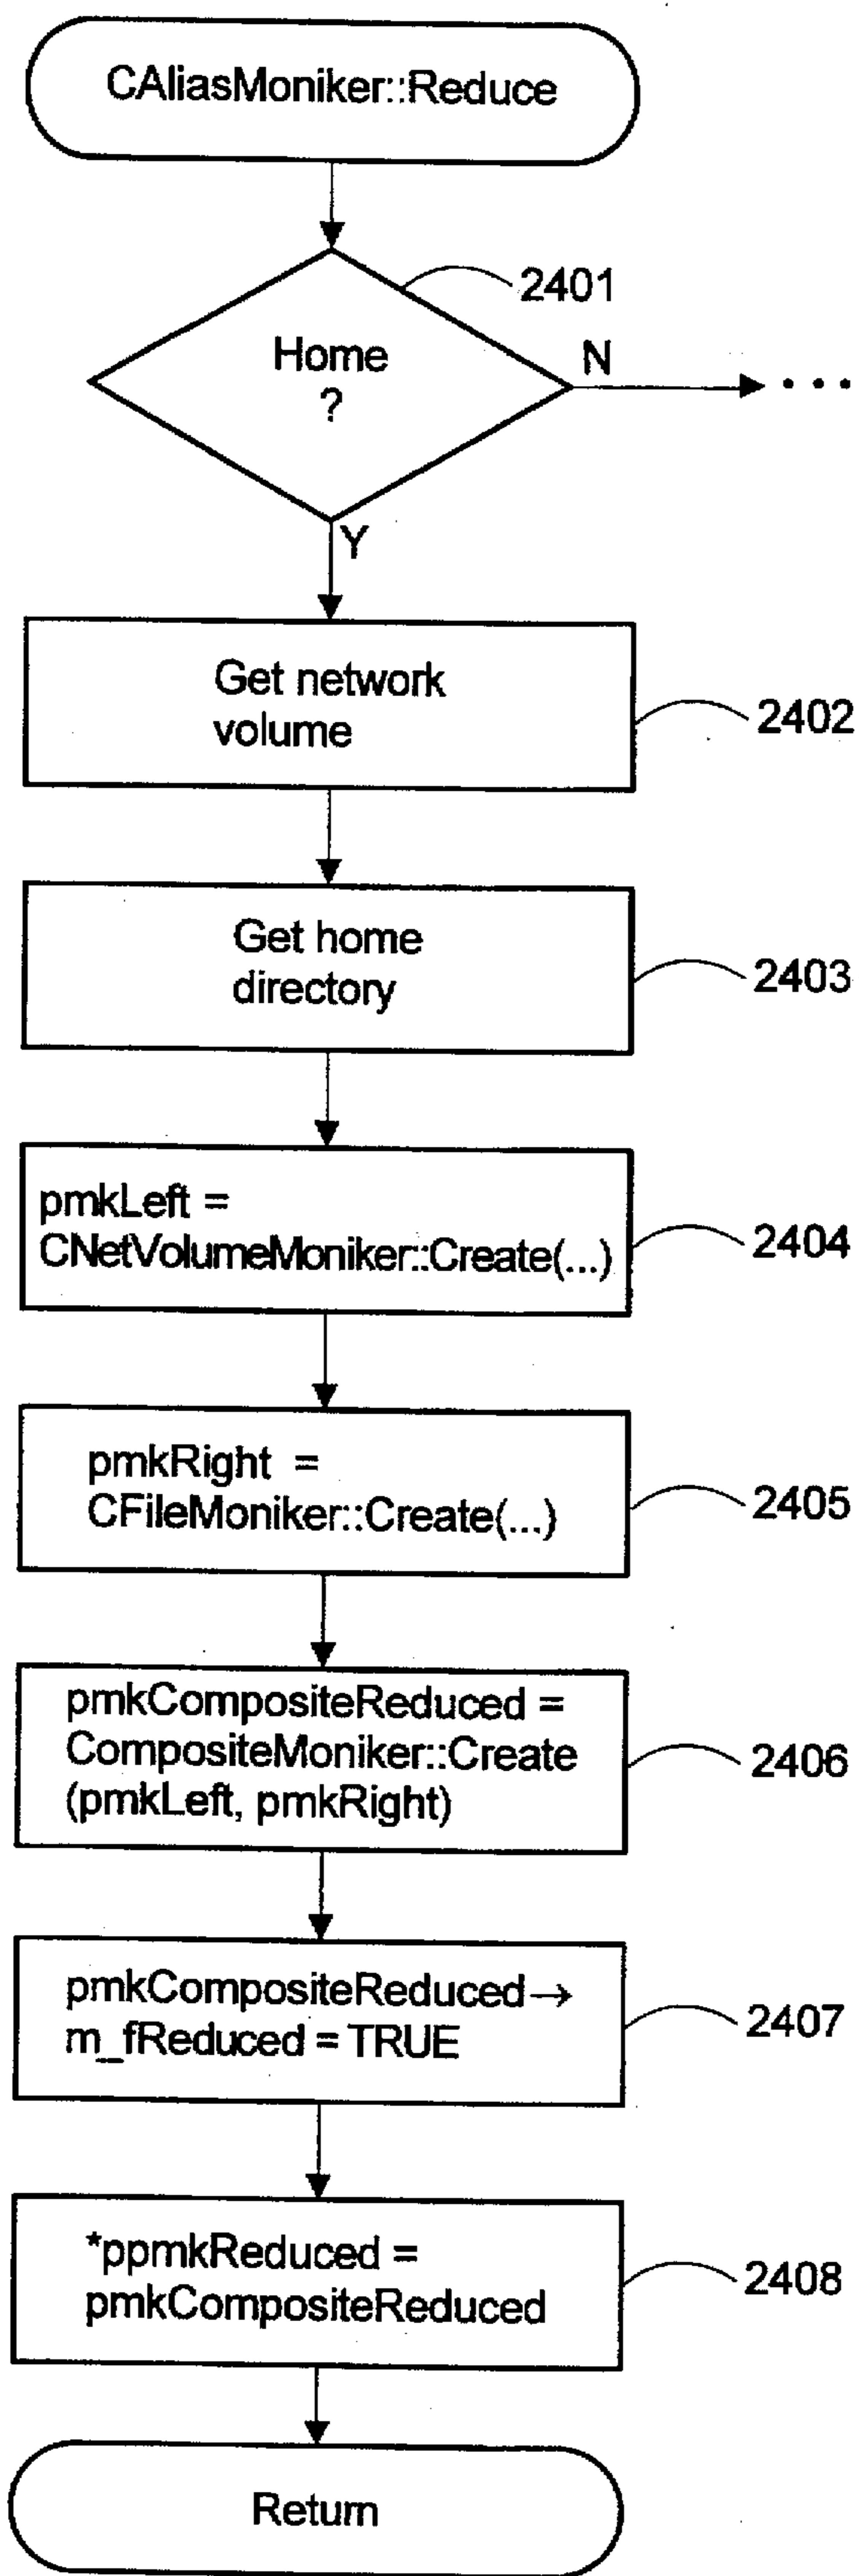 CAliasMoniker::Reduce
2401
Home
?
N
• • •
Y
Get network
volume
2402
Get home
directory
2403
pmkLeft =
CNetVolumeMoniker::Create(...)
2404
pmkRight =
CFileMoniker::Create(...)
2405
pmkCompositeReduced =
CompositeMoniker::Create
(pmkLeft, pmkRight)
2406
pmkCompositeReduced→
m_fReduced = TRUE
2407
*ppmkReduced =
pmkCompositeReduced
2408
Return